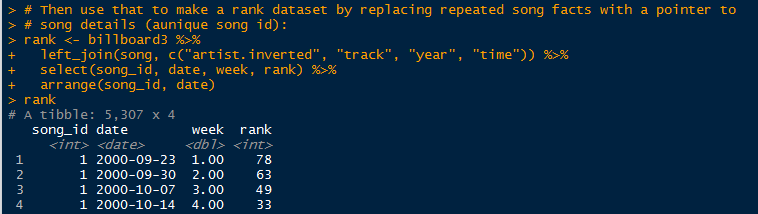 > # Then use that to make a rank dataset by replacing repeated song facts with a pointer to
> # song details (aunique song id):
> rank <- billboard3 %>%
+   left_join(song, c("artist.inverted", "track", "year", "time")) %>%
+   select(song_id, date, week, rank) %>%
+   arrange(song_id, date)
> rank
# A tibble: 5,307 x 4
   song_id date        week  rank
     <int> <date>     <dbl> <int>
 1       1 2000-09-23  1.00    78
 2       1 2000-09-30  2.00    63
 3       1 2000-10-07  3.00    49
 4       1 2000-10-14  4.00    33